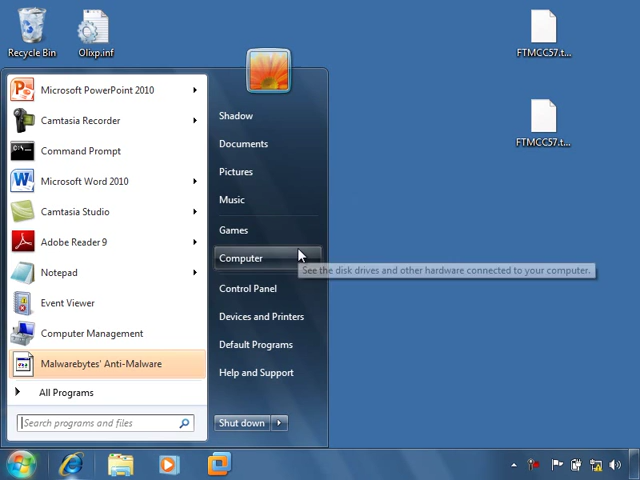 Recycle Bin
Olixp.inf
FTMCC57.t...
FTMCC57.t...
Microsoft PowerPoint 2010
Camtasia Recorder
Command Prompt
Microsoft Word 2010
Camtasia Studio
Adobe Reader 9
Notepad
Event Viewer
Computer Management
Malwarebytes' Anti-Malware
All Programs
Search programs and files
Shadow
Documents
Pictures
Music
Games
Computer
See the disk drives and other hardware connected to your computer.
Control Panel
Devices and Printers
Default Programs
Help and Support
Shut down